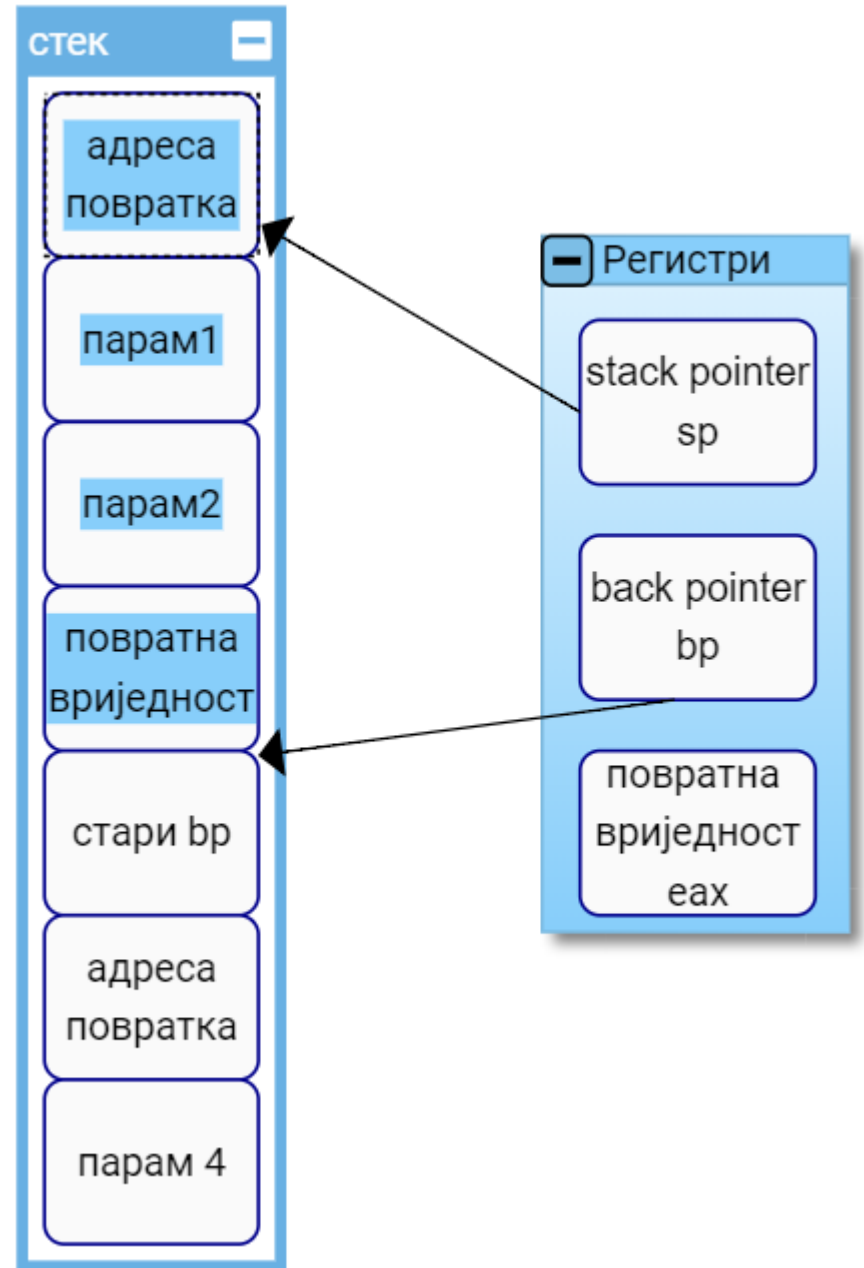 стек
адреса
повратка
парам1
парам2
повратна
вриједност
стари bp
адреса
повратка
парам 4
Регистри
stack pointer
sp
back pointer
bp
повратна
вриједност
eax